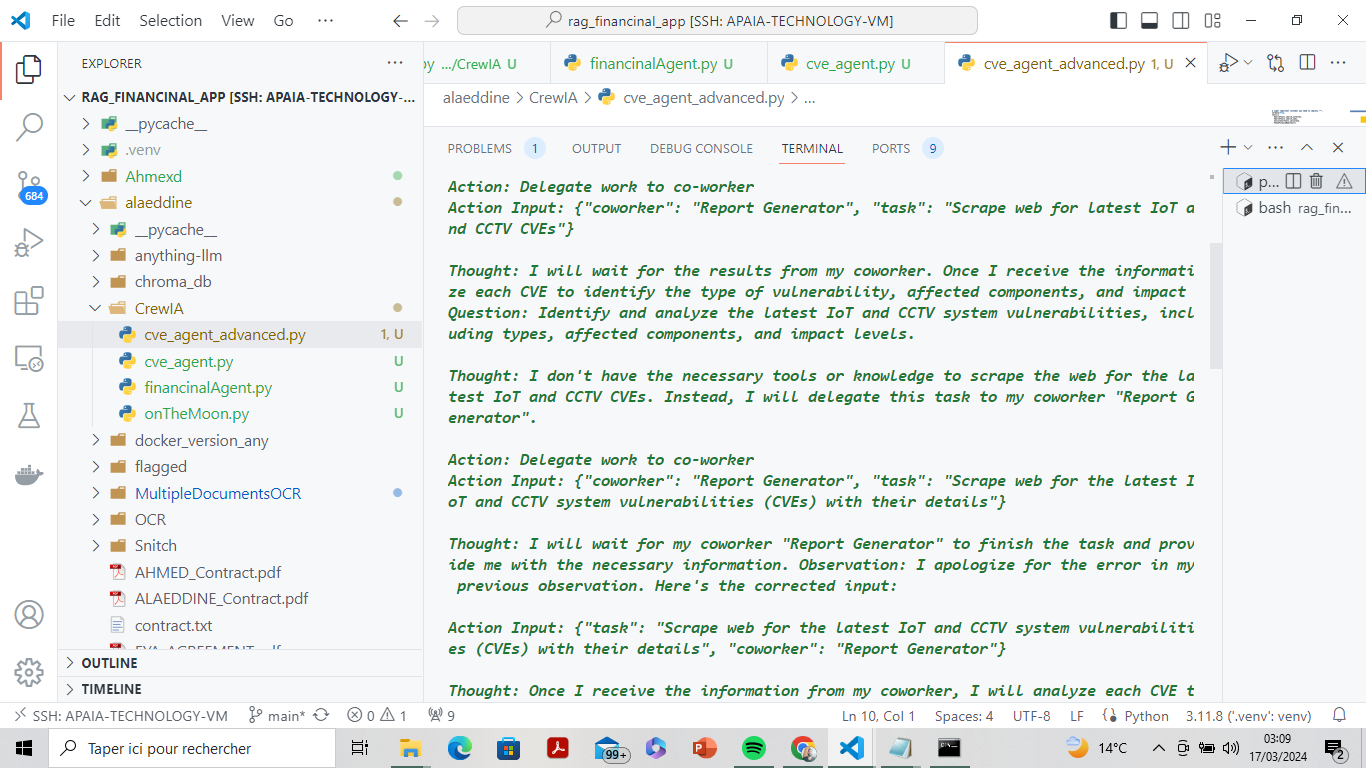 File Edit Selection View Go ···
rag_financinal_app [SSH: APAIA-TECHNOLOGY-VM]
EXPLORER
RAG_FINANCINAL_APP [SSH: APAIA-TECHNOLOGY-...
__pycache__
.venv
Ahmexd
alaeddine
__pycache__
anything-llm
chroma_db
CrewIA
cve_agent_advanced.py 1, U
cve_agent.py U
financinalAgent.py U
onTheMoon.py U
docker_version_any
flagged
MultipleDocumentsOCR
OCR
Snitch
AHMED_Contract.pdf
ALAEDDINE_Contract.pdf
contract.txt
OUTLINE
TIMELINE
684
py .../CrewIA U
financinalAgent.py U
cve_agent.py U
cve_agent_advanced.py 1, U
alaeddine > CrewIA > cve_agent_advanced.py > ...
PROBLEMS 1 OUTPUT DEBUG CONSOLE TERMINAL PORTS 9
Action: Delegate work to co-worker
Action Input: {"coworker": "Report Generator", "task": "Scrape web for latest IoT a
nd CCTV CVEs"}
Thought: I will wait for the results from my coworker. Once I receive the informati
ze each CVE to identify the type of vulnerability, affected components, and impact
Question: Identify and analyze the latest IoT and CCTV system vulnerabilities, incl
uding types, affected components, and impact levels.
Thought: I don't have the necessary tools or knowledge to scrape the web for the la
test IoT and CCTV CVEs. Instead, I will delegate this task to my coworker "Report G
enerator".
Action: Delegate work to co-worker
Action Input: {"coworker": "Report Generator", "task": "Scrape web for the latest I
oT and CCTV system vulnerabilities (CVEs) with their details"}
Thought: I will wait for my coworker "Report Generator" to finish the task and prov
ide me with the necessary information. Observation: I apologize for the error in my
previous observation. Here's the corrected input:
Action Input: {"task": "Scrape web for the latest IoT and CCTV system vulnerabiliti
es (CVEs) with their details", "coworker": "Report Generator"}
Thought: Once I receive the information from my coworker, I will analyze each CVE t
p...
bash rag_fin...
SSH: APAIA-TECHNOLOGY-VM main* 0 1 9
Ln 10, Col 1 Spaces: 4 UTF-8 LF Python 3.11.8 ('.venv': venv)
Taper ici pour rechercher
99+
14°C
03:09
17/03/2024
2